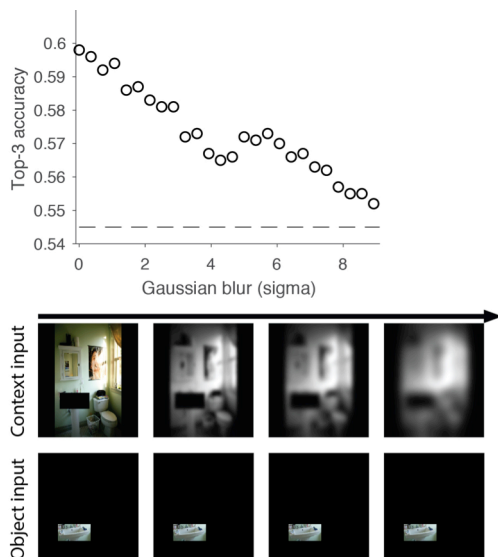 Top-3 accuracy
0.6
0.59
0.58
0.57
0.56
0.55
0.54
0 2 4 6 8
Gaussian blur (sigma)
Context input
Object input